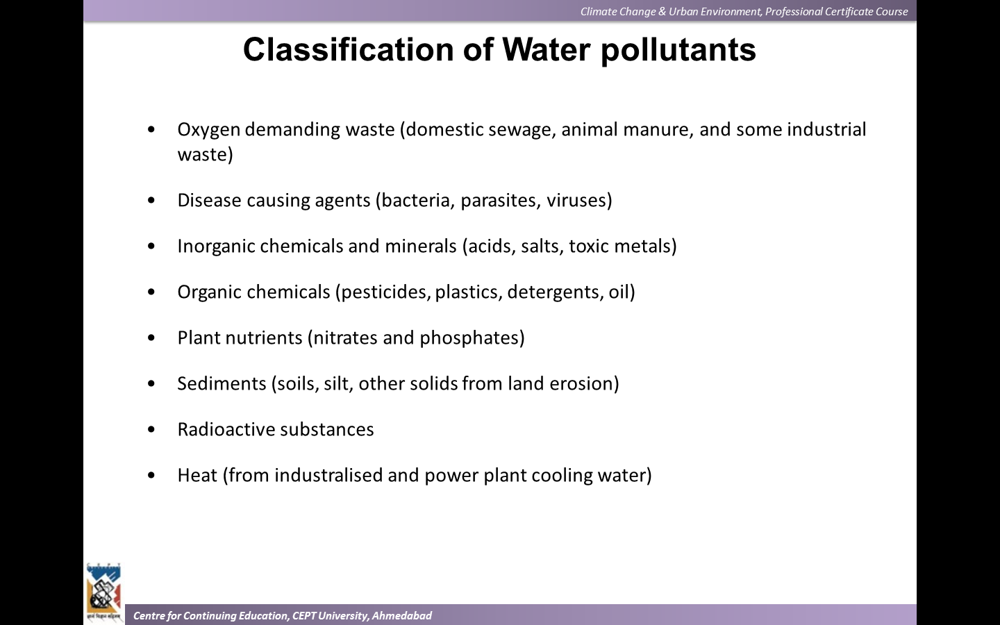 Climate Change & Urban Environment, Professional Certificate Course
Classification of Water pollutants
• Oxygen demanding waste (domestic sewage, animal manure, and some industrial
waste)
• Disease causing agents (bacteria, parasites, viruses)
• Inorganic chemicals and minerals (acids, salts, toxic metals)
• Organic chemicals (pesticides, plastics, detergents, oil)
• Plant nutrients (nitrates and phosphates)
• Sediments (soils, silt, other solids from land erosion)
• Radioactive substances
• Heat (from industralised and power plant cooling water)
C E P T
Centre for Continuing Education, CEPT University, Ahmedabad